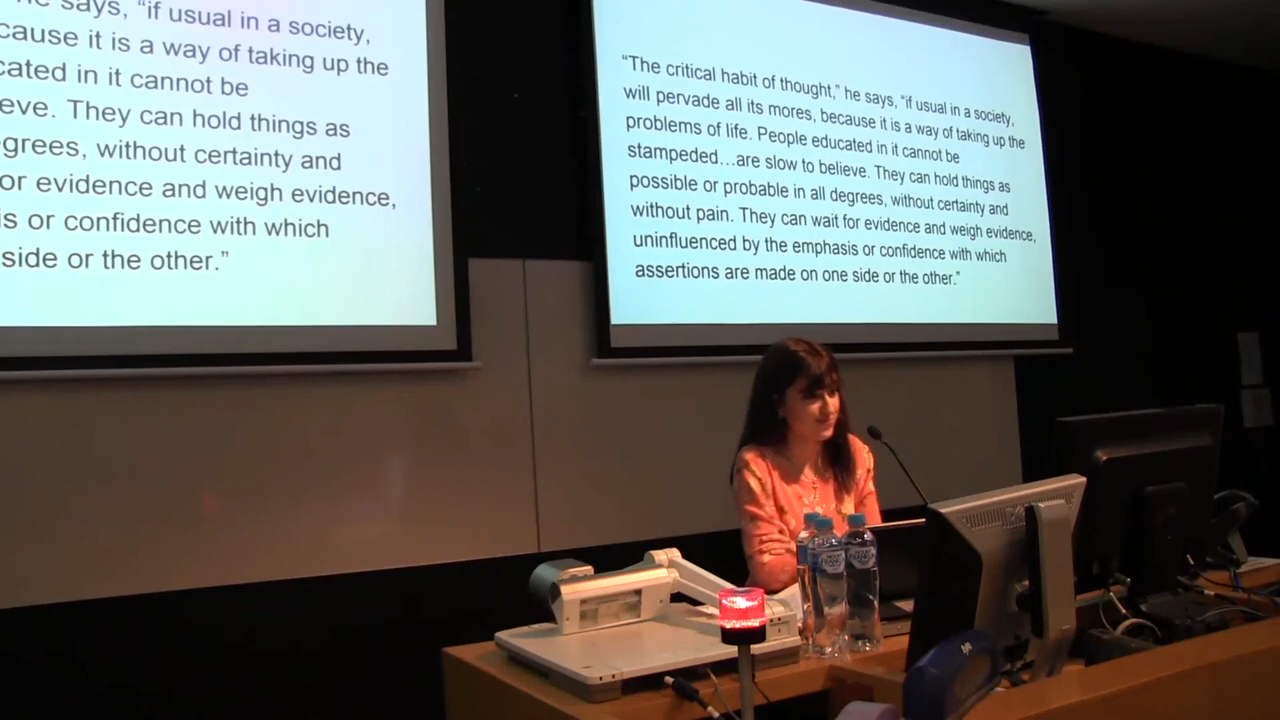 he says, “if usual in a society,
cause it is a way of taking up the
cated in it cannot be
eve. They can hold things as
grees, without certainty and
or evidence and weigh evidence,
is or confidence with which
side or the other.”
“The critical habit of thought,” he says, “if usual in a society,
will pervade all its mores, because it is a way of taking up the
problems of life. People educated in it cannot be
stampeded…are slow to believe. They can hold things as
possible or probable in all degrees, without certainty and
without pain. They can wait for evidence and weigh evidence,
uninfluenced by the emphasis or confidence with which
assertions are made on one side or the other.”
MOUNT
FRANKLIN
MOUNT
FRANKLIN